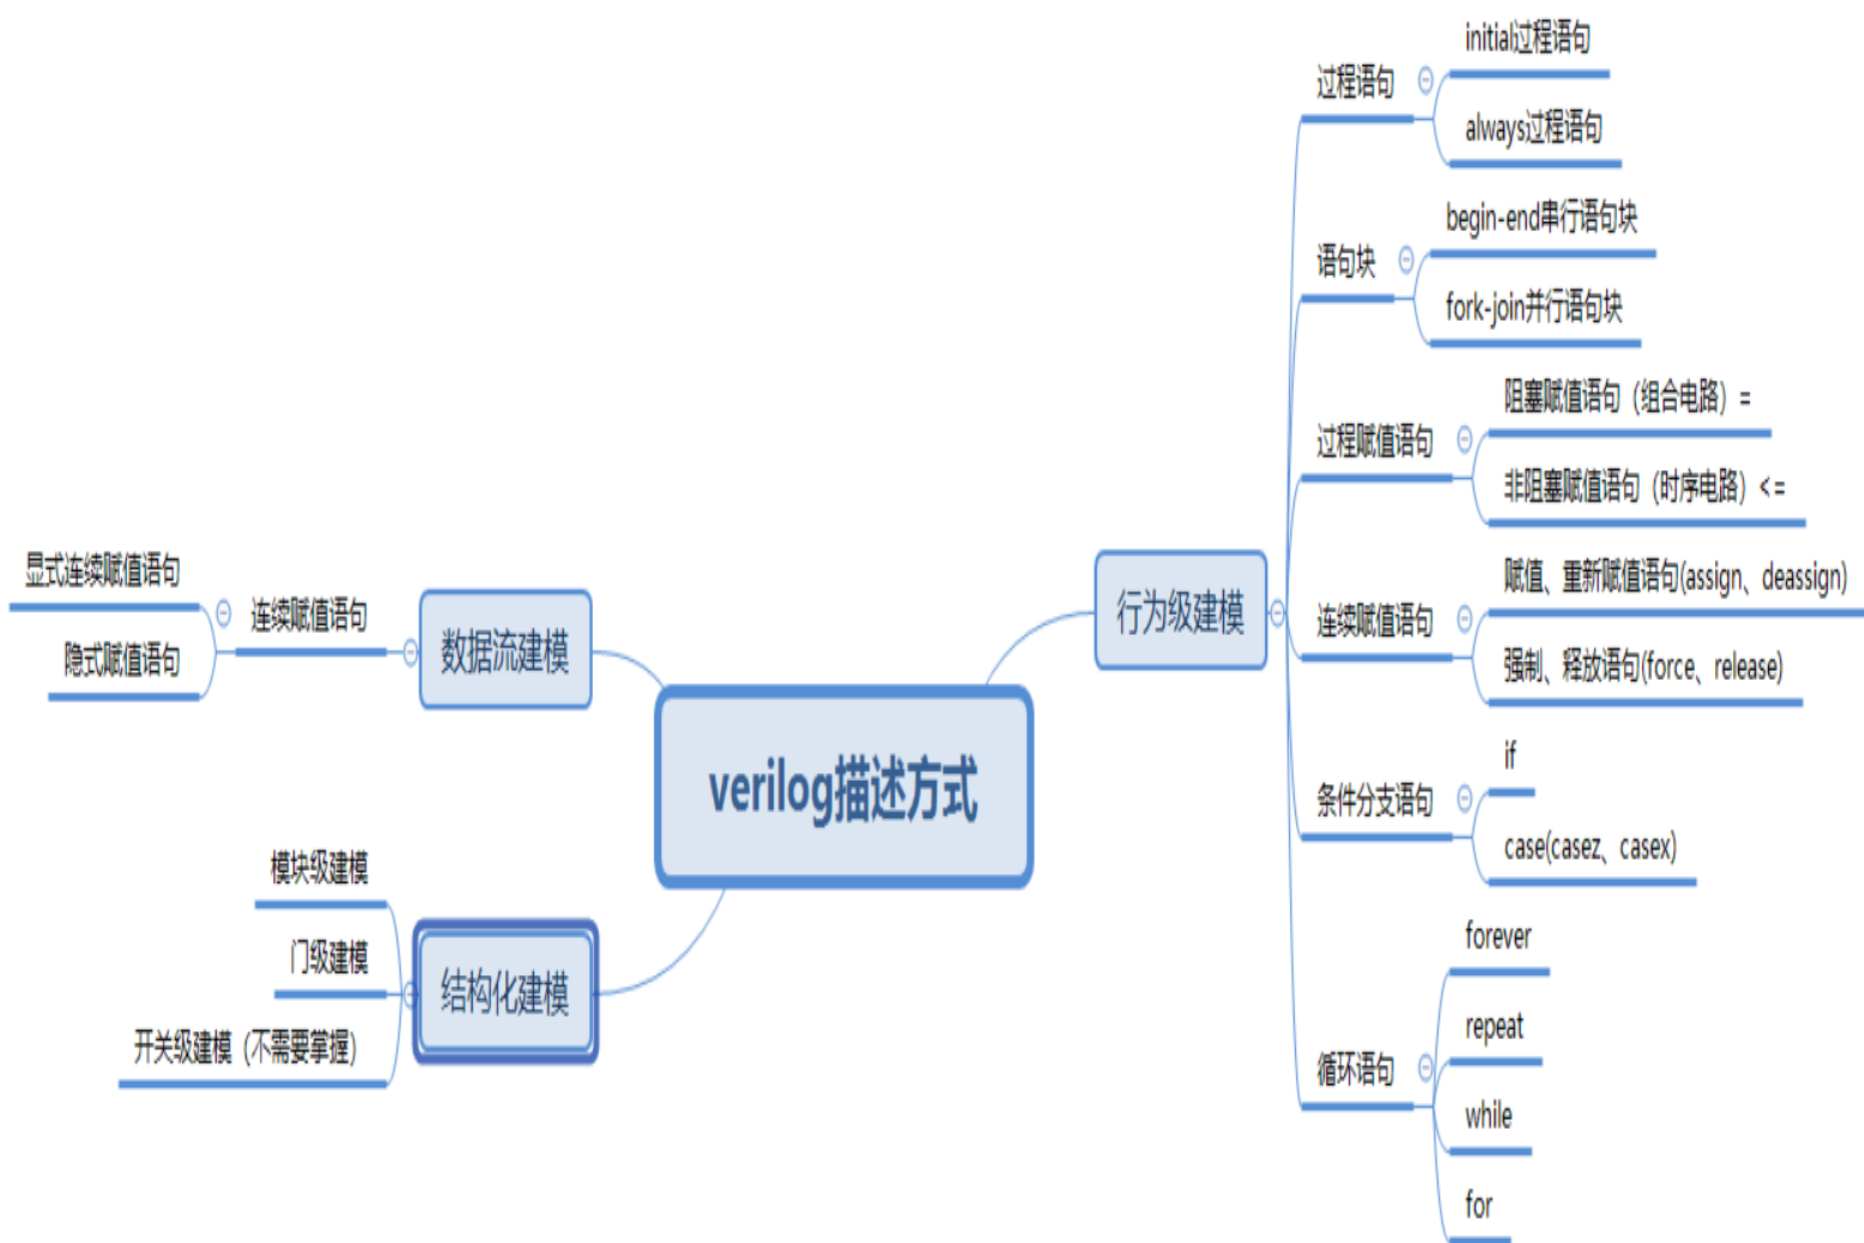 verilog描述方式
行为级建模
过程语句
initial过程语句
always过程语句
语句块
begin-end串行语句块
fork-join并行语句块
过程赋值语句
阻塞赋值语句（组合电路）=
非阻塞赋值语句（时序电路）<=
连续赋值语句
赋值、重新赋值语句(assign、deassign)
强制、释放语句(force、release)
条件分支语句
if
case(casez、casex)
循环语句
forever
repeat
while
for
数据流建模
连续赋值语句
显式连续赋值语句
隐式赋值语句
结构化建模
模块级建模
门级建模
开关级建模（不需要掌握）